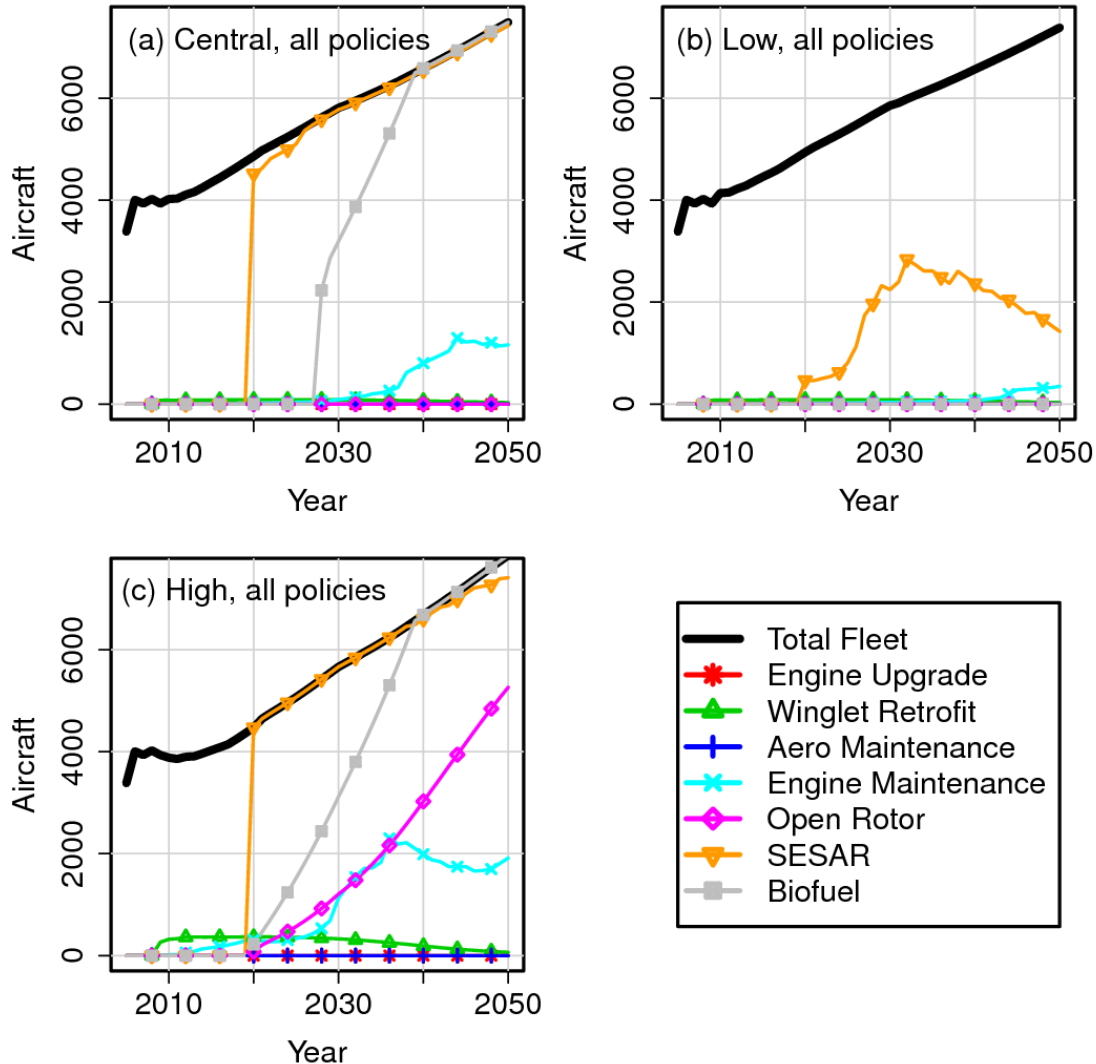 (a) Central, all policies
Aircraft
0
2000
4000
6000
2010
2030
2050
Year
(b) Low, all policies
Aircraft
0
2000
4000
6000
2010
2030
2050
Year
(c) High, all policies
Aircraft
0
2000
4000
6000
2010
2030
2050
Year
Total Fleet
Engine Upgrade
Winglet Retrofit
Aero Maintenance
Engine Maintenance
Open Rotor
SESAR
Biofuel